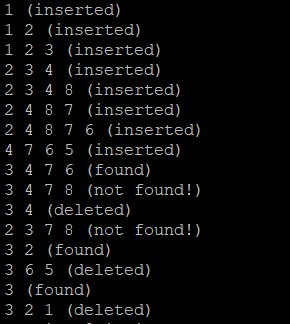 1 (inserted)
1 2 (inserted)
1 2 3 (inserted)
2 3 4 (inserted)
2 3 4 8 (inserted)
2 4 8 7 (inserted)
2 4 8 7 6 (inserted)
4 7 6 5 (inserted)
3 4 7 6 (found)
3 4 7 8 (not found!)
3 4 (deleted)
2 3 7 8 (not found!)
3 2 (found)
3 6 5 (deleted)
3 (found)
3 2 1 (deleted)